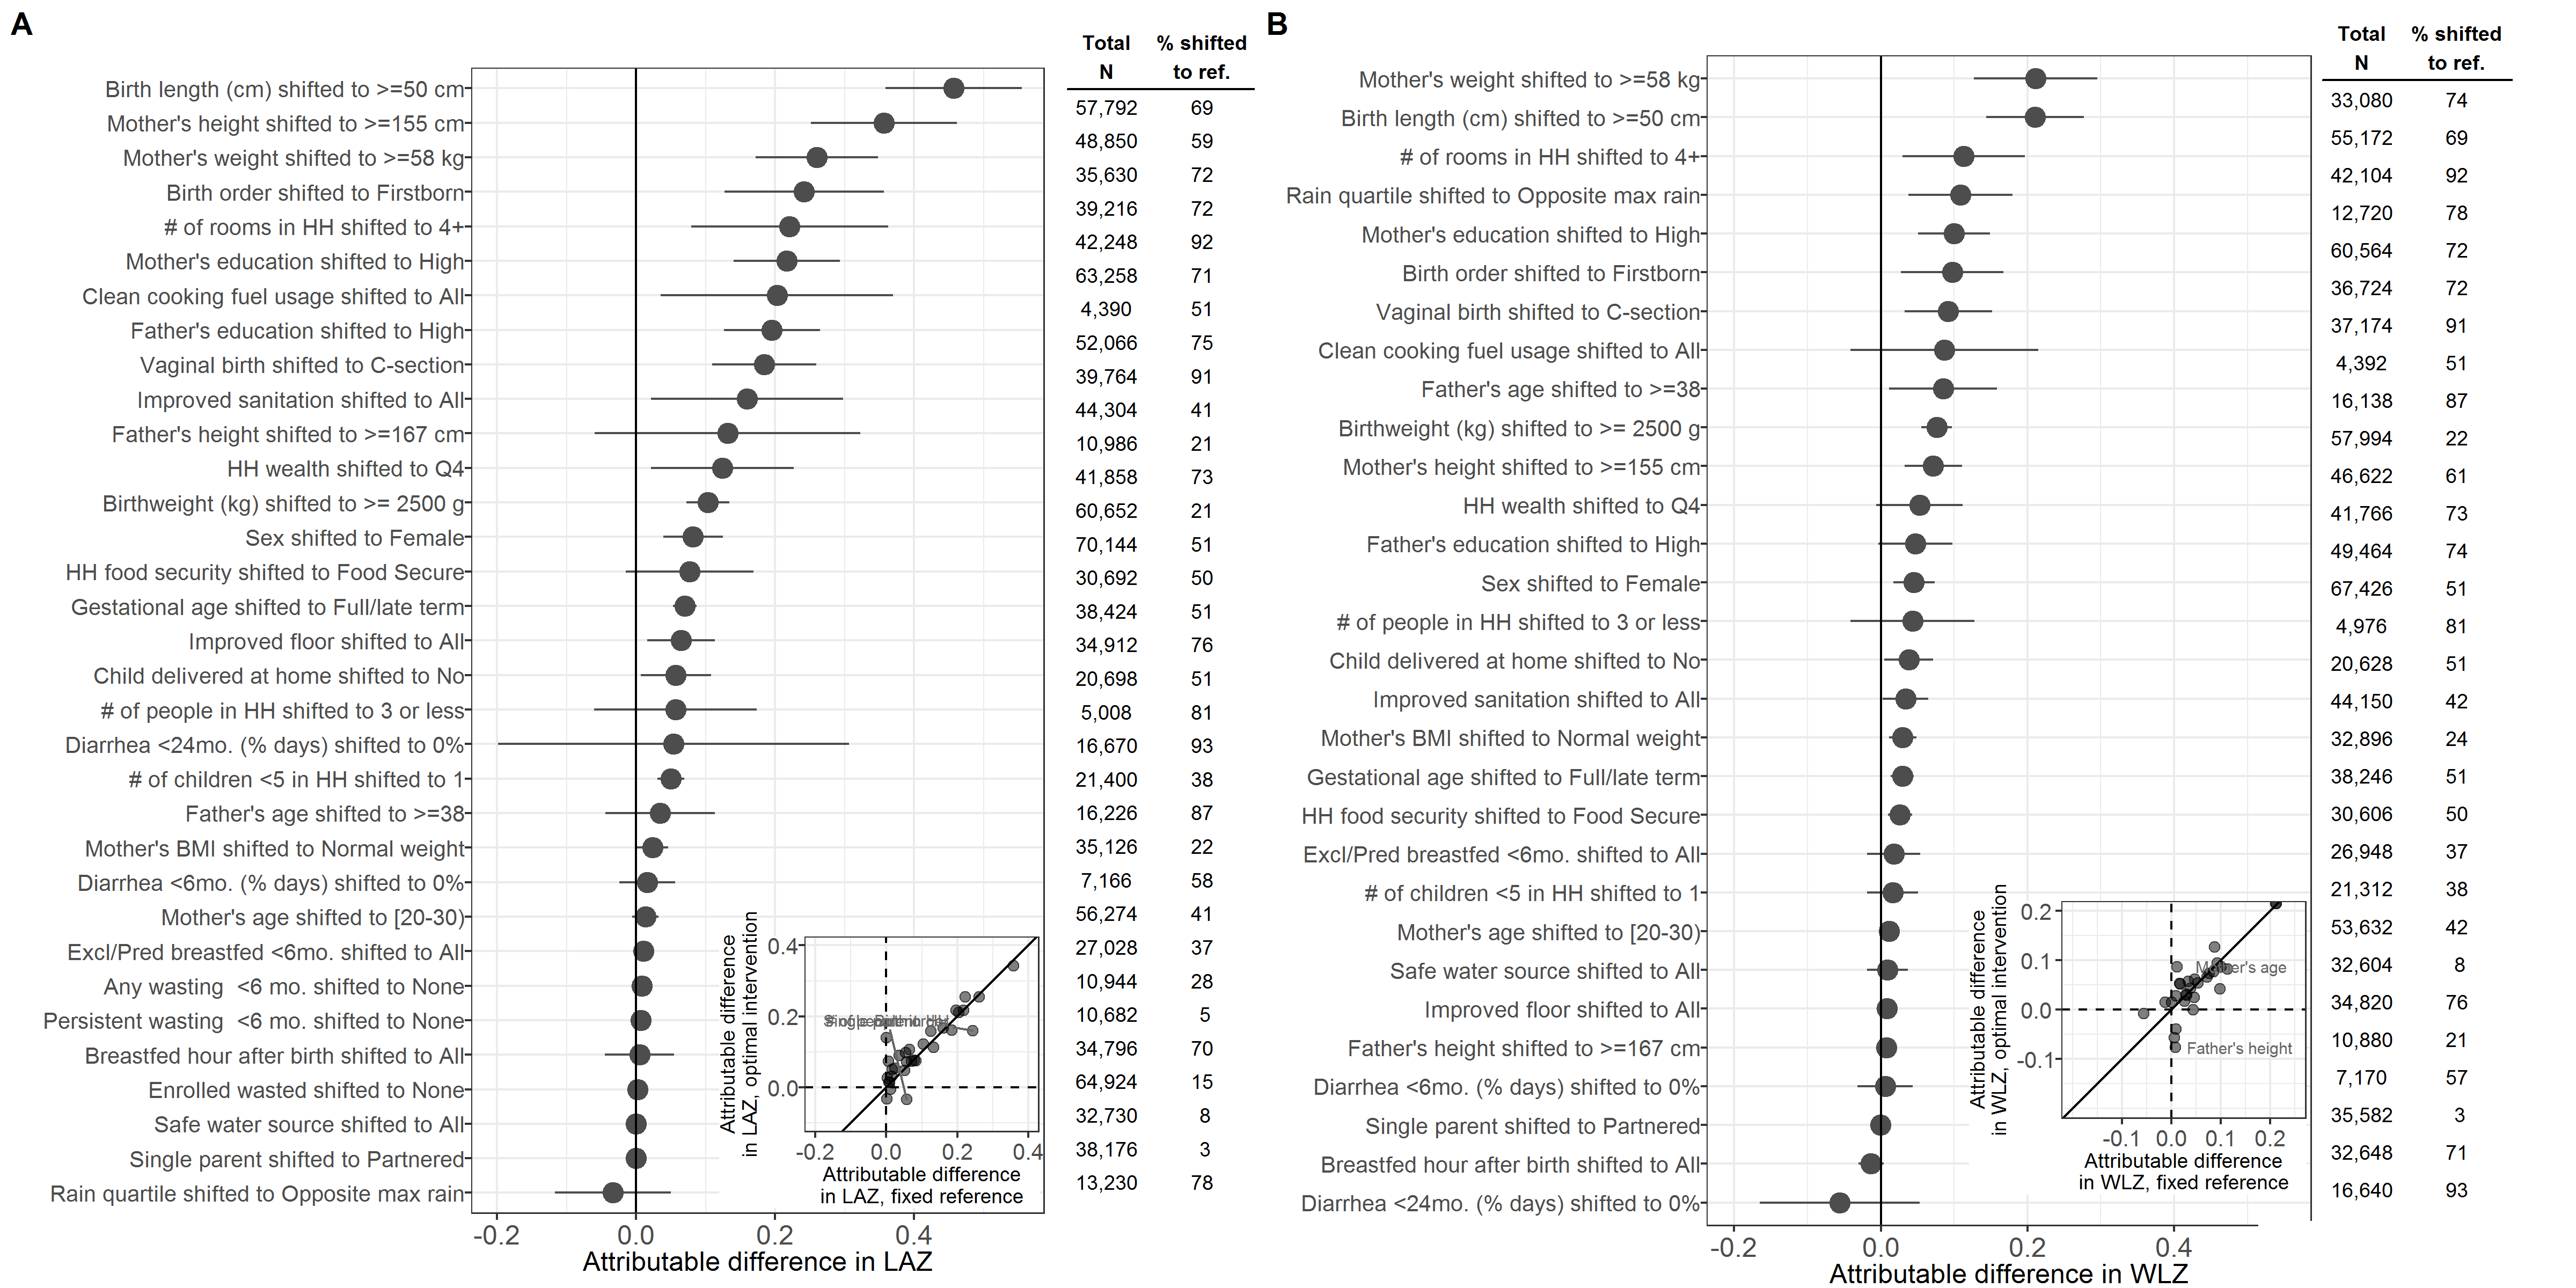 A
Total % shifted
N to ref.
Birth length (cm) shifted to >=50 cm 57,792 69
Mother's height shifted to >=155 cm 48,850 59
Mother's weight shifted to >=58 kg 35,630 72
Birth order shifted to Firstborn 39,216 72
# of rooms in HH shifted to 4+ 42,248 92
Mother's education shifted to High 63,258 71
Clean cooking fuel usage shifted to All 4,390 51
Father's education shifted to High 52,066 75
Vaginal birth shifted to C-section 39,764 91
Improved sanitation shifted to All 44,304 41
Father's height shifted to >=167 cm 10,986 21
HH wealth shifted to Q4 41,858 73
Birthweight (kg) shifted to >= 2500 g 60,652 21
Sex shifted to Female 70,144 51
HH food security shifted to Food Secure 30,692 50
Gestational age shifted to Full/late term 38,424 51
Improved floor shifted to All 34,912 76
Child delivered at home shifted to No 20,698 51
# of people in HH shifted to 3 or less 5,008 81
Diarrhea <24mo. (% days) shifted to 0% 16,670 93
# of children <5 in HH shifted to 1 21,400 38
Father's age shifted to >=38 16,226 87
Mother's BMI shifted to Normal weight 35,126 22
Diarrhea <6mo. (% days) shifted to 0% 7,166 58
Mother's age shifted to [20-30) 56,274 41
Excl/Pred breastfed <6mo. shifted to All 27,028 37
Any wasting <6 mo. shifted to None 10,944 28
Persistent wasting <6 mo. shifted to None 10,682 5
Breastfed hour after birth shifted to All 34,796 70
Enrolled wasted shifted to None 64,924 15
Safe water source shifted to All 32,730 8
Single parent shifted to Partnered 38,176 3
Rain quartile shifted to Opposite max rain 13,230 78
-0.2 0.0 0.2 0.4
Attributable difference in LAZ
Attributable difference
in LAZ, optimal intervention
0.4
0.2
0.0
-0.2 0.0 0.2 0.4
Attributable difference
in LAZ, fixed reference
B
Total % shifted
N to ref.
Mother's weight shifted to >=58 kg 33,080 74
Birth length (cm) shifted to >=50 cm 55,172 69
# of rooms in HH shifted to 4+ 42,104 92
Rain quartile shifted to Opposite max rain 12,720 78
Mother's education shifted to High 60,564 72
Birth order shifted to Firstborn 36,724 72
Vaginal birth shifted to C-section 37,174 91
Clean cooking fuel usage shifted to All 4,392 51
Father's age shifted to >=38 16,138 87
Birthweight (kg) shifted to >= 2500 g 57,994 22
Mother's height shifted to >=155 cm 46,622 61
HH wealth shifted to Q4 41,766 73
Father's education shifted to High 49,464 74
Sex shifted to Female 67,426 51
# of people in HH shifted to 3 or less 4,976 81
Child delivered at home shifted to No 20,628 51
Improved sanitation shifted to All 44,150 42
Mother's BMI shifted to Normal weight 32,896 24
Gestational age shifted to Full/late term 38,246 51
HH food security shifted to Food Secure 30,606 50
Excl/Pred breastfed <6mo. shifted to All 26,948 37
# of children <5 in HH shifted to 1 21,312 38
Mother's age shifted to [20-30) 53,632 42
Safe water source shifted to All 32,604 8
Improved floor shifted to All 34,820 76
Father's height shifted to >=167 cm 10,880 21
Diarrhea <6mo. (% days) shifted to 0% 7,170 57
Single parent shifted to Partnered 35,582 3
Breastfed hour after birth shifted to All 32,648 71
Diarrhea <24mo. (% days) shifted to 0% 16,640 93
-0.2 0.0 0.2 0.4
Attributable difference in WLZ
Attributable difference
in WLZ, optimal intervention
0.2
0.1
0.0
-0.1
Mother's age
Father's height
-0.1 0.0 0.1 0.2
Attributable difference
in WLZ, fixed reference